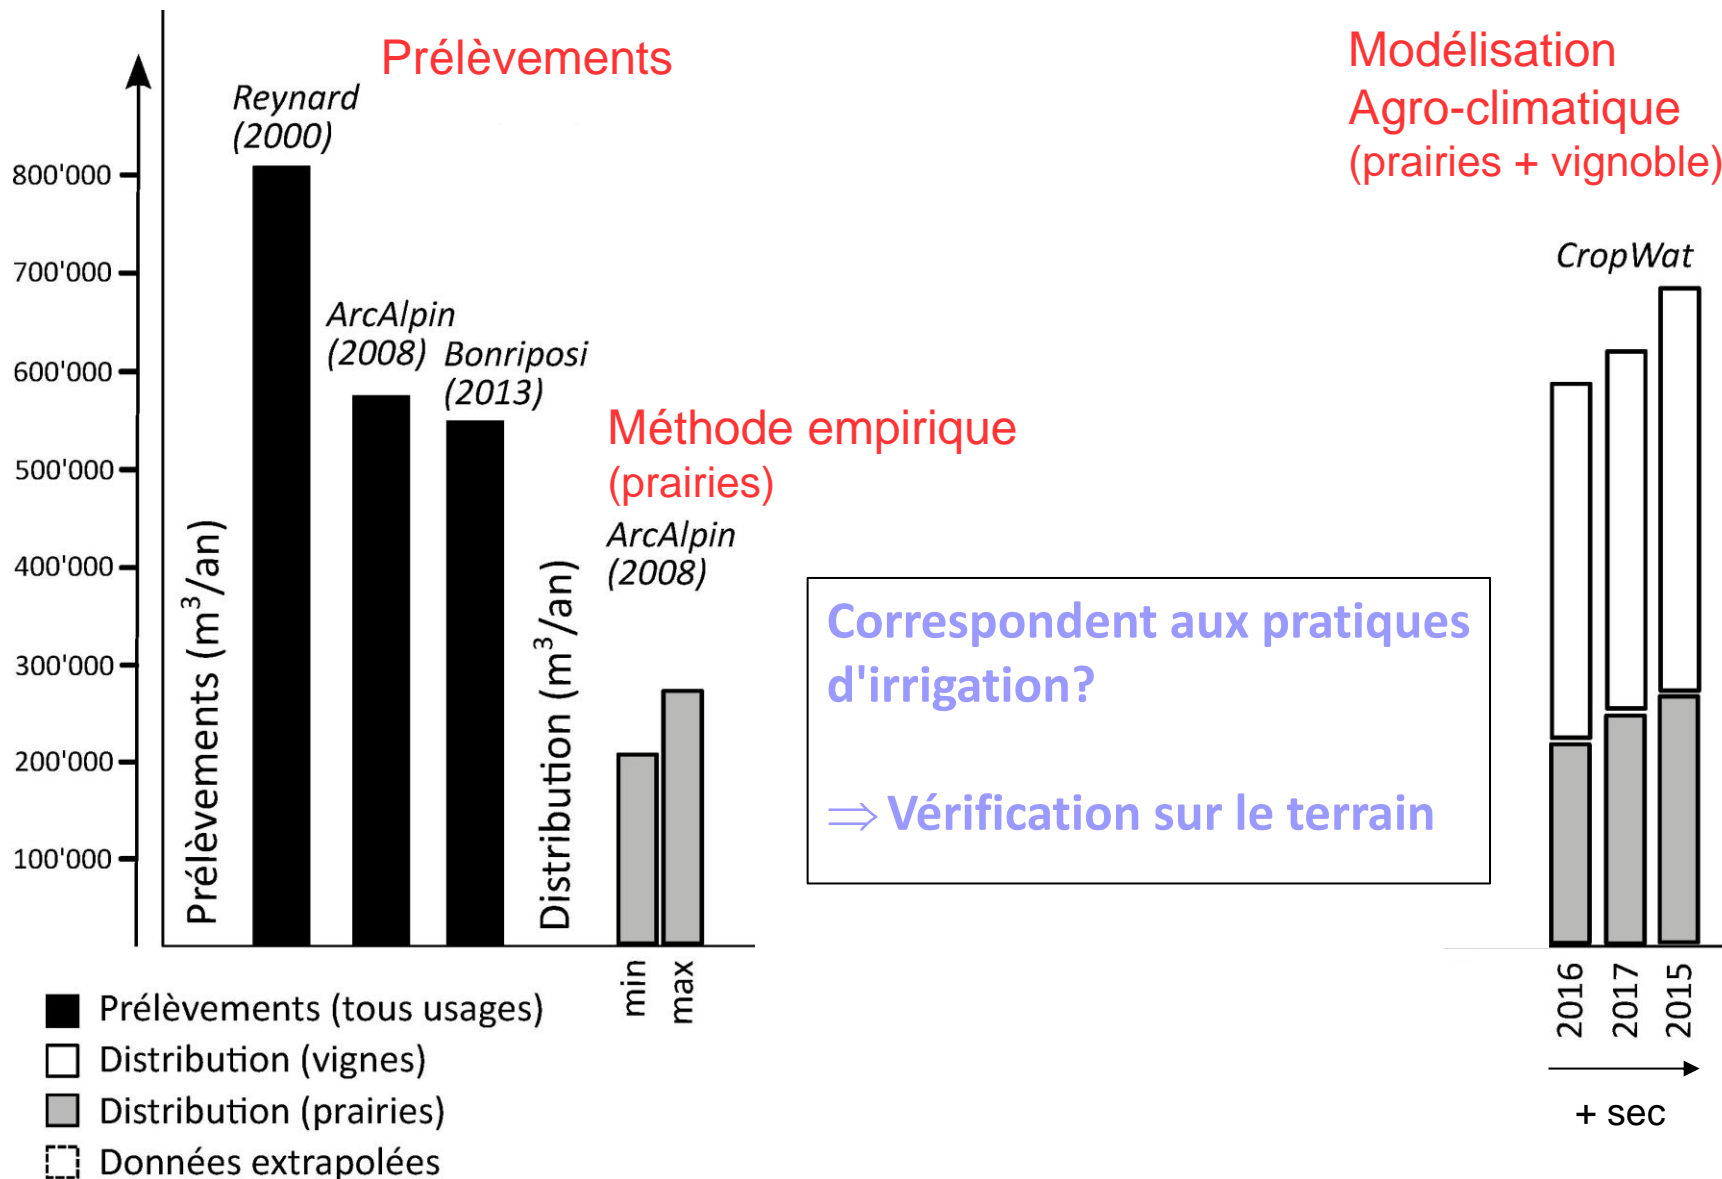 Prélèvements
Reynard
(2000)
ArcAlpin
(2008)
Bonriposi
(2013)
800'000
700'000
600'000
500'000
400'000
300'000
200'000
100'000
Prélèvements (m³/an)
Distribution (m³/an)
Méthode empirique
(prairies)
ArcAlpin
(2008)
min
max
Correspondent aux pratiques
d'irrigation?
⇒ Vérification sur le terrain
Modélisation
Agro-climatique
(prairies + vignoble)
CropWat
2016
2017
2015
+ sec
Prélèvements (tous usages)
Distribution (vignes)
Distribution (prairies)
Données extrapolées